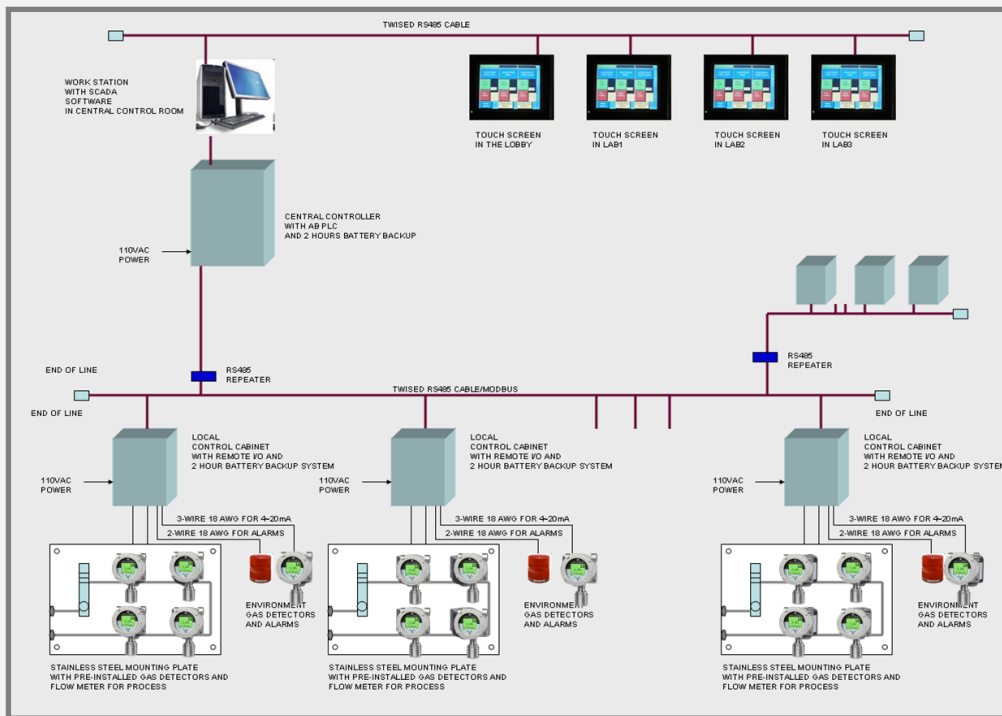 TWISED RS485 CABLE
WORK STATION
WITH SCADA
SOFTWARE
IN CENTRAL CONTROL ROOM
TOUCH SCREEN
IN THE LOBBY
TOUCH SCREEN
IN LAB1
TOUCH SCREEN
IN LAB2
TOUCH SCREEN
IN LAB3
CENTRAL CONTROLLER
WITH AB PLC
AND 2 HOURS BATTERY BACKUP
110VAC
POWER
RS485
REPEATER
RS485
REPEATER
END OF LINE
TWISED RS485 CABLE/MODBUS
END OF LINE
END OF LINE
LOCAL
CONTROL CABINET
WITH REMOTE I/O AND
2 HOUR BATTERY BACKUP SYSTEM
110VAC
POWER
3-WIRE 18 AWG FOR 4~20mA
2-WIRE 18 AWG FOR ALARMS
ENVIRONMENT
GAS DETECTORS
AND ALARMS
STAINLESS STEEL MOUNTING PLATE
WITH PRE-INSTALLED GAS DETECTORS AND
FLOW METER FOR PROCESS
LOCAL
CONTROL CABINET
WITH REMOTE I/O AND
2 HOUR BATTERY BACKUP SYSTEM
110VAC
POWER
3-WIRE 18 AWG FOR 4~20mA
2-WIRE 18 AWG FOR ALARMS
ENVIRONMENT
GAS DETECTORS
AND ALARMS
STAINLESS STEEL MOUNTING PLATE
WITH PRE-INSTALLED GAS DETECTORS AND
FLOW METER FOR PROCESS
LOCAL
CONTROL CABINET
WITH REMOTE I/O AND
2 HOUR BATTERY BACKUP SYSTEM
110VAC
POWER
3-WIRE 18 AWG FOR 4~20mA
2-WIRE 18 AWG FOR ALARMS
ENVIRONMENT
GAS DETECTORS
AND ALARMS
STAINLESS STEEL MOUNTING PLATE
WITH PRE-INSTALLED GAS DETECTORS AND
FLOW METER FOR PROCESS